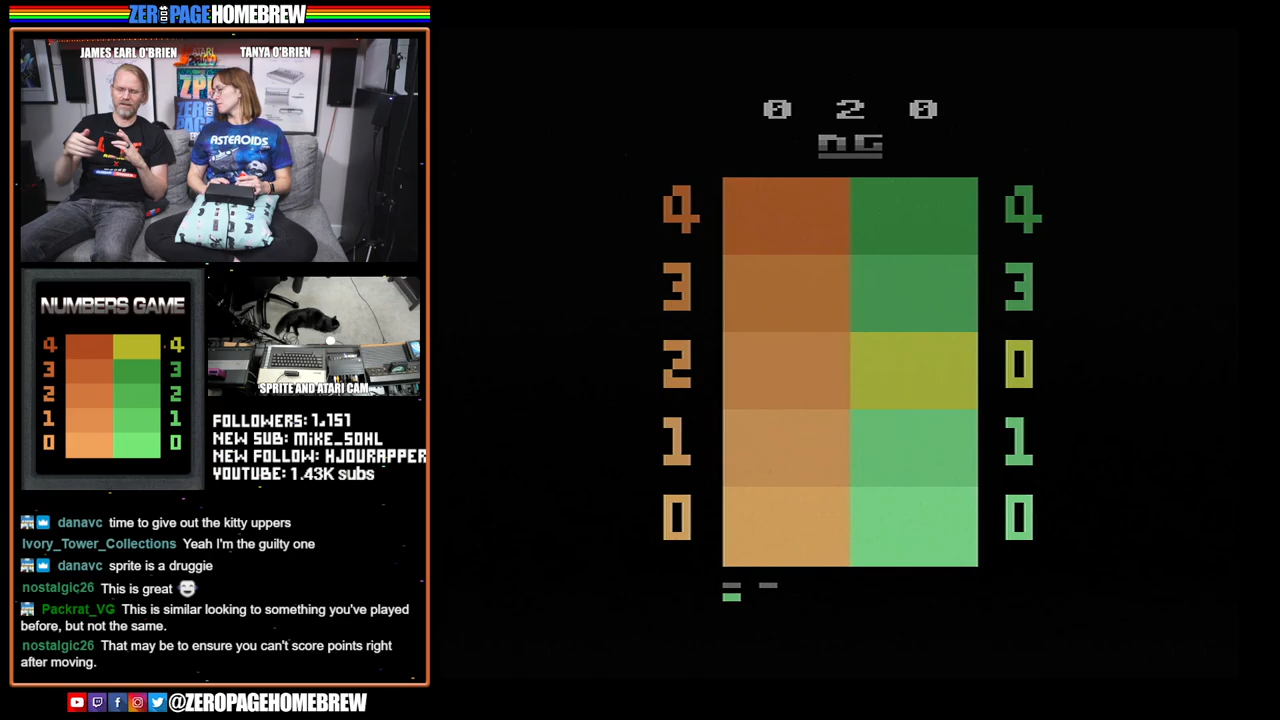 ZEROPAGEHOMEBREW
JAMES EARL O'BRIEN
TANYA O'BRIEN
ASTEROIDS
NUMBERS GAME
4 4
3 3
2 2
1 1
0 0
SPRITE AND ATARI CAM
FOLLOWERS: 1,151
NEW SUB: MIKE_SOHL
NEW FOLLOW: HJOURAPPER
YOUTUBE: 1.43K subs
danavc time to give out the kitty uppers
Ivory_Tower_Collections Yeah I'm the guilty one
danavc sprite is a druggie
nostalgic26 This is great
Packrat_VG This is similar looking to something you've played
before, but not the same.
nostalgic26 That may be to ensure you can't score points right
after moving.
@ZEROPAGEHOMEBREW
0 2 0
NG
4 4
3 3
2 0
1 1
0 0